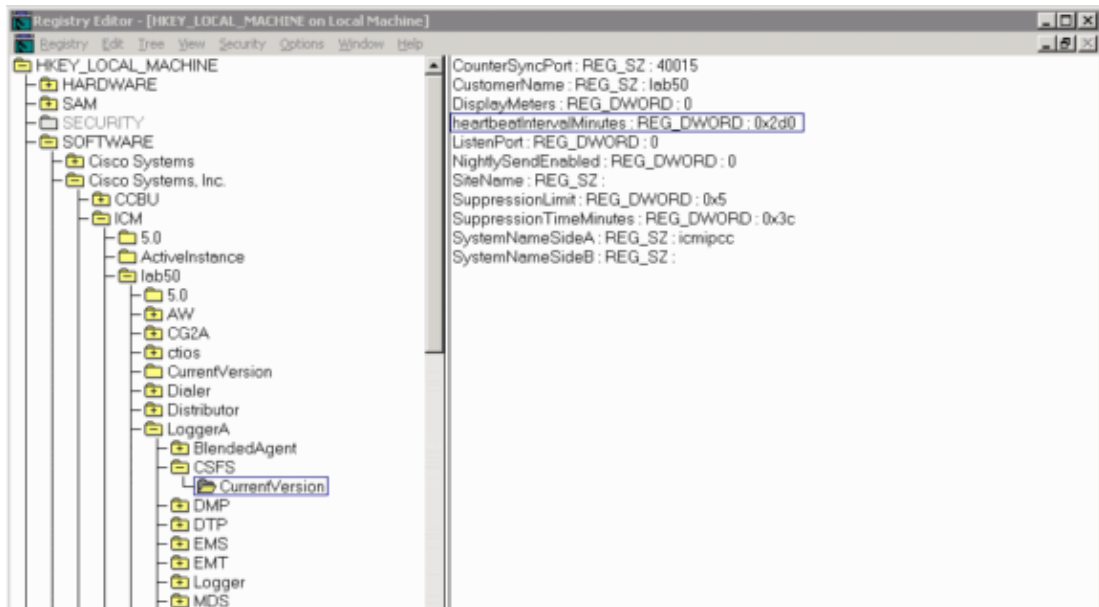 Registry Editor - [HKEY_LOCAL_MACHINE on Local Machine]
Registry Edit Tree View Security Options Window Help
HKEY_LOCAL_MACHINE
HARDWARE
SAM
SECURITY
SOFTWARE
Cisco Systems
Cisco Systems, Inc.
CCBU
ICM
5.0
ActiveInstance
lab50
5.0
AW
CG2A
ctios
CurrentVersion
Dialer
Distributor
LoggerA
BlendedAgent
CSFS
CurrentVersion
DMP
DTP
EMS
EMT
Logger
MDS
CounterSyncPort : REG_SZ : 40015
CustomerName : REG_SZ : lab50
DisplayMeters : REG_DWORD : 0
heartbeatIntervalMinutes : REG_DWORD : 0x2d0
ListenPort : REG_DWORD : 0
NightlySendEnabled : REG_DWORD : 0
SiteName : REG_SZ :
SuppressionLimit : REG_DWORD : 0x5
SuppressionTimeMinutes : REG_DWORD : 0x3c
SystemNameSideA : REG_SZ : icmipcc
SystemNameSideB : REG_SZ :